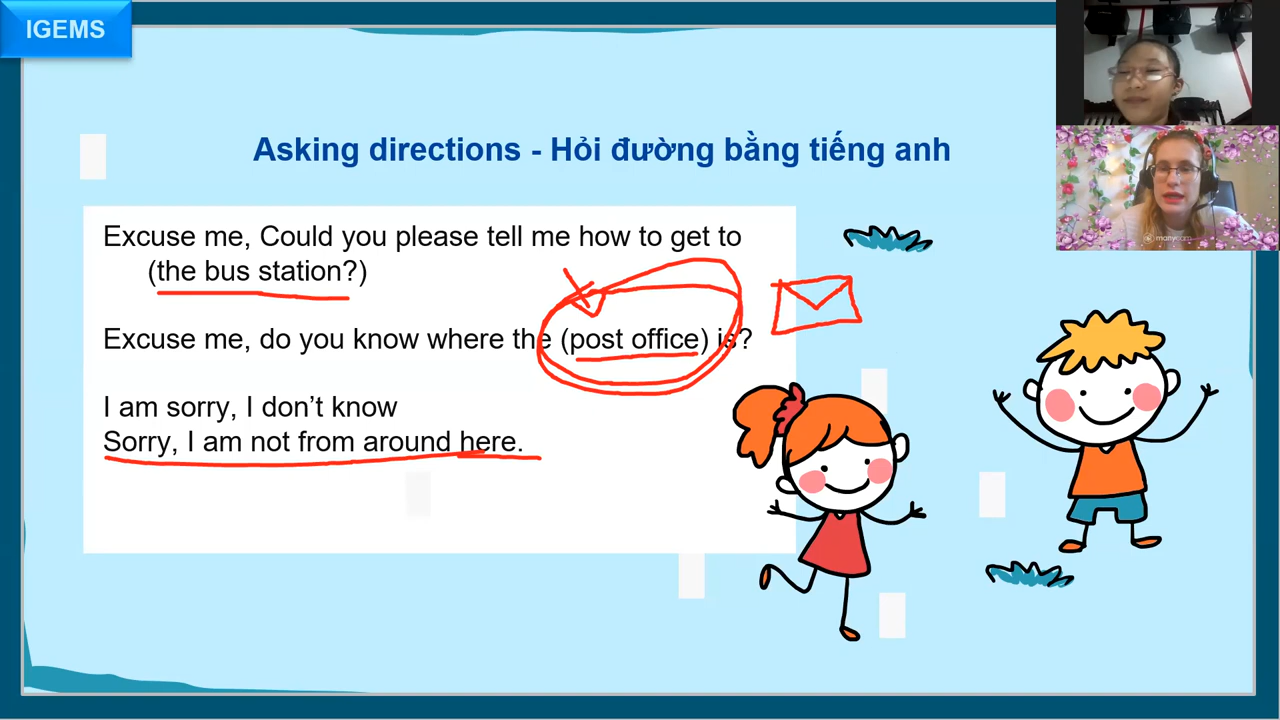 IGEMS
Asking directions - Hỏi đường bằng tiếng anh
Excuse me, Could you please tell me how to get to
(the bus station?)
Excuse me, do you know where the (post office) is?
I am sorry, I don’t know
Sorry, I am not from around here.
manycam